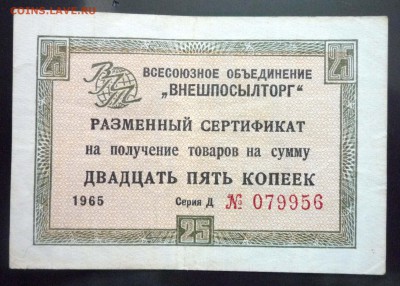 COINS.LAVE.RU
25 25
ВПТ
ВСЕСОЮЗНОЕ ОБЪЕДИНЕНИЕ
„ВНЕШПОСЫЛТОРГ“
РАЗМЕННЫЙ СЕРТИФИКАТ
на получение товаров на сумму
ДВАДЦАТЬ ПЯТЬ КОПЕЕК
1965 Серия Д № 079956
25